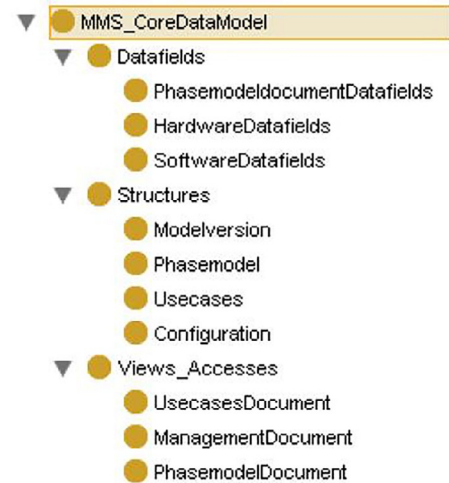 MMS_CoreDataModel
Datafields
PhasemodeldocumentDatafields
HardwareDatafields
SoftwareDatafields
Structures
Modelversion
Phasemodel
Usecases
Configuration
Views_Accesses
UsecasesDocument
ManagementDocument
PhasemodelDocument